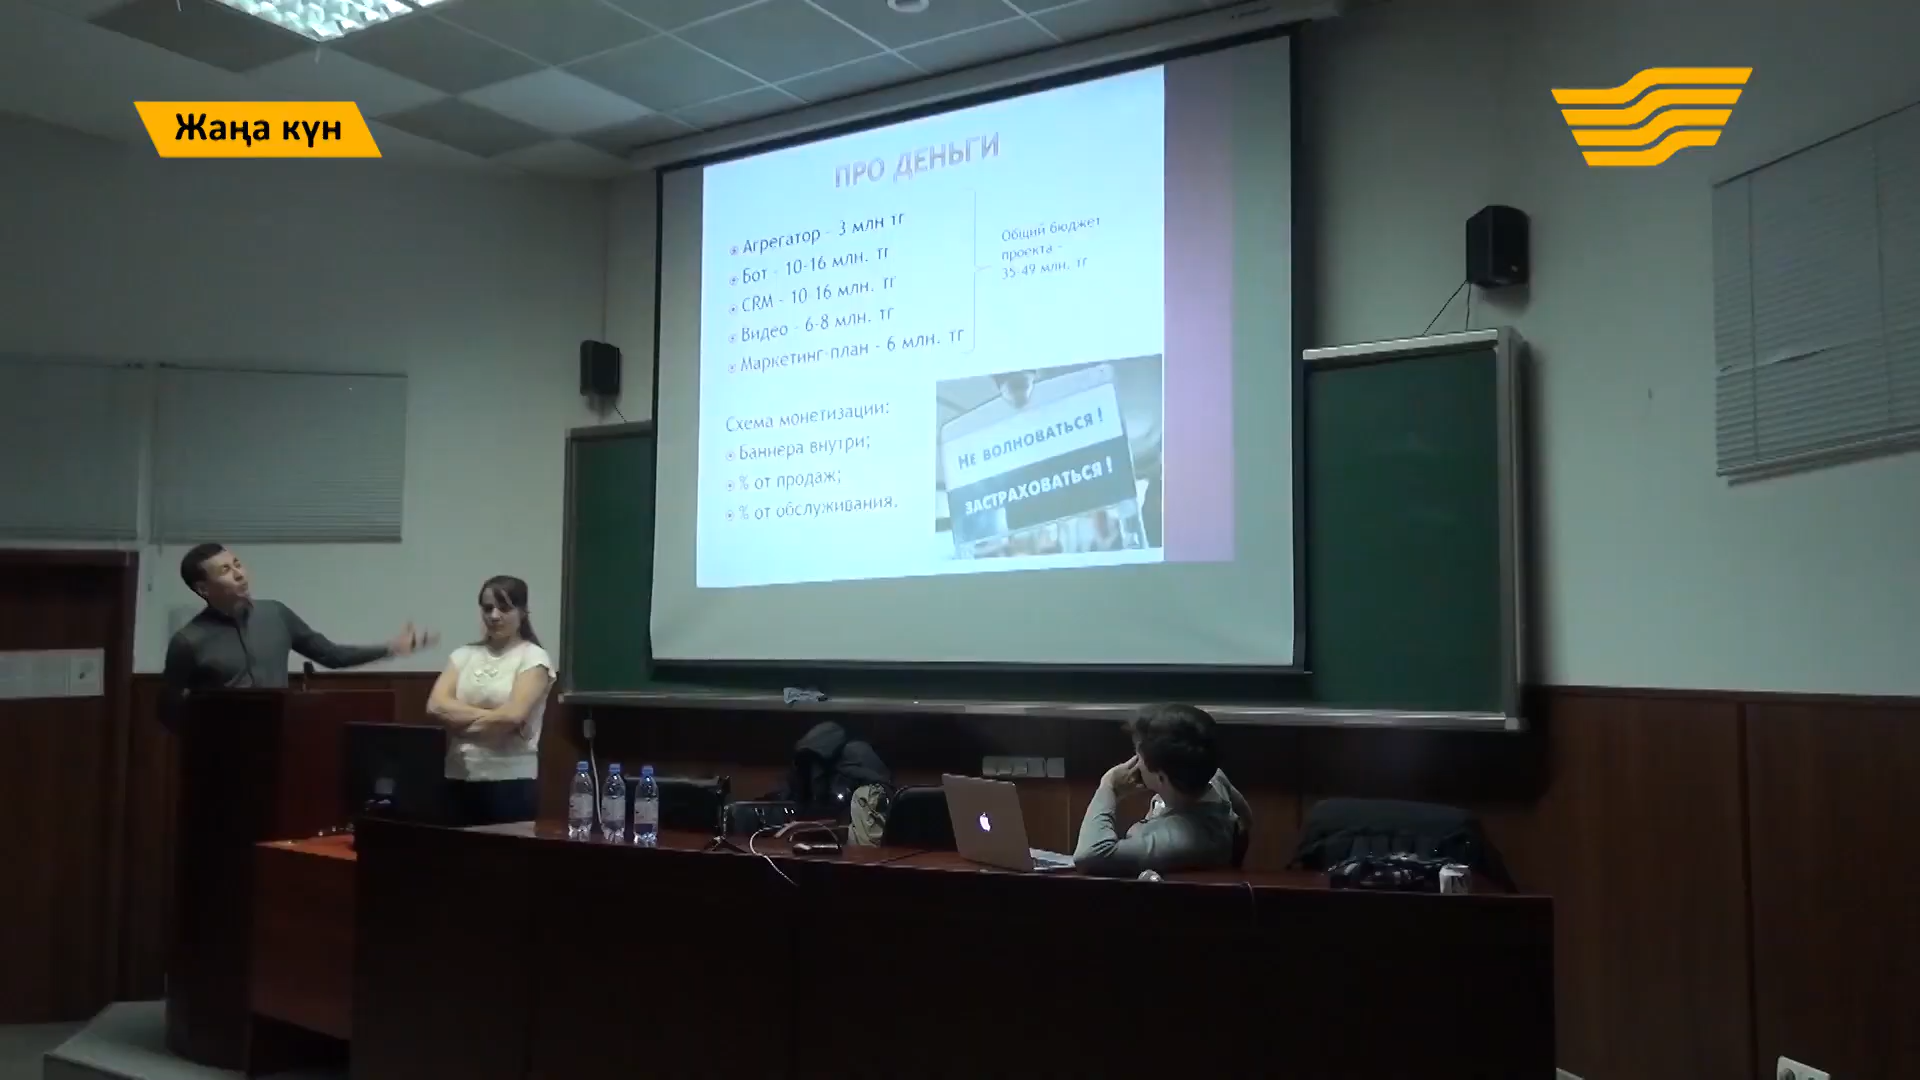 Жаңа күн
ПРО ДЕНЬГИ
Агрегатор - 3 млн тг
Бот - 10-16 млн. тг
CRM - 10-16 млн. тг
Видео - 6-8 млн. тг
Маркетинг-план - 6 млн. тг
Общий бюджет
проекта -
35-49 млн. тг
Схема монетизации:
Баннера внутри;
% от продаж;
% от обслуживания.
НЕ ВОЛНОВАТЬСЯ!
ЗАСТРАХОВАТЬСЯ!